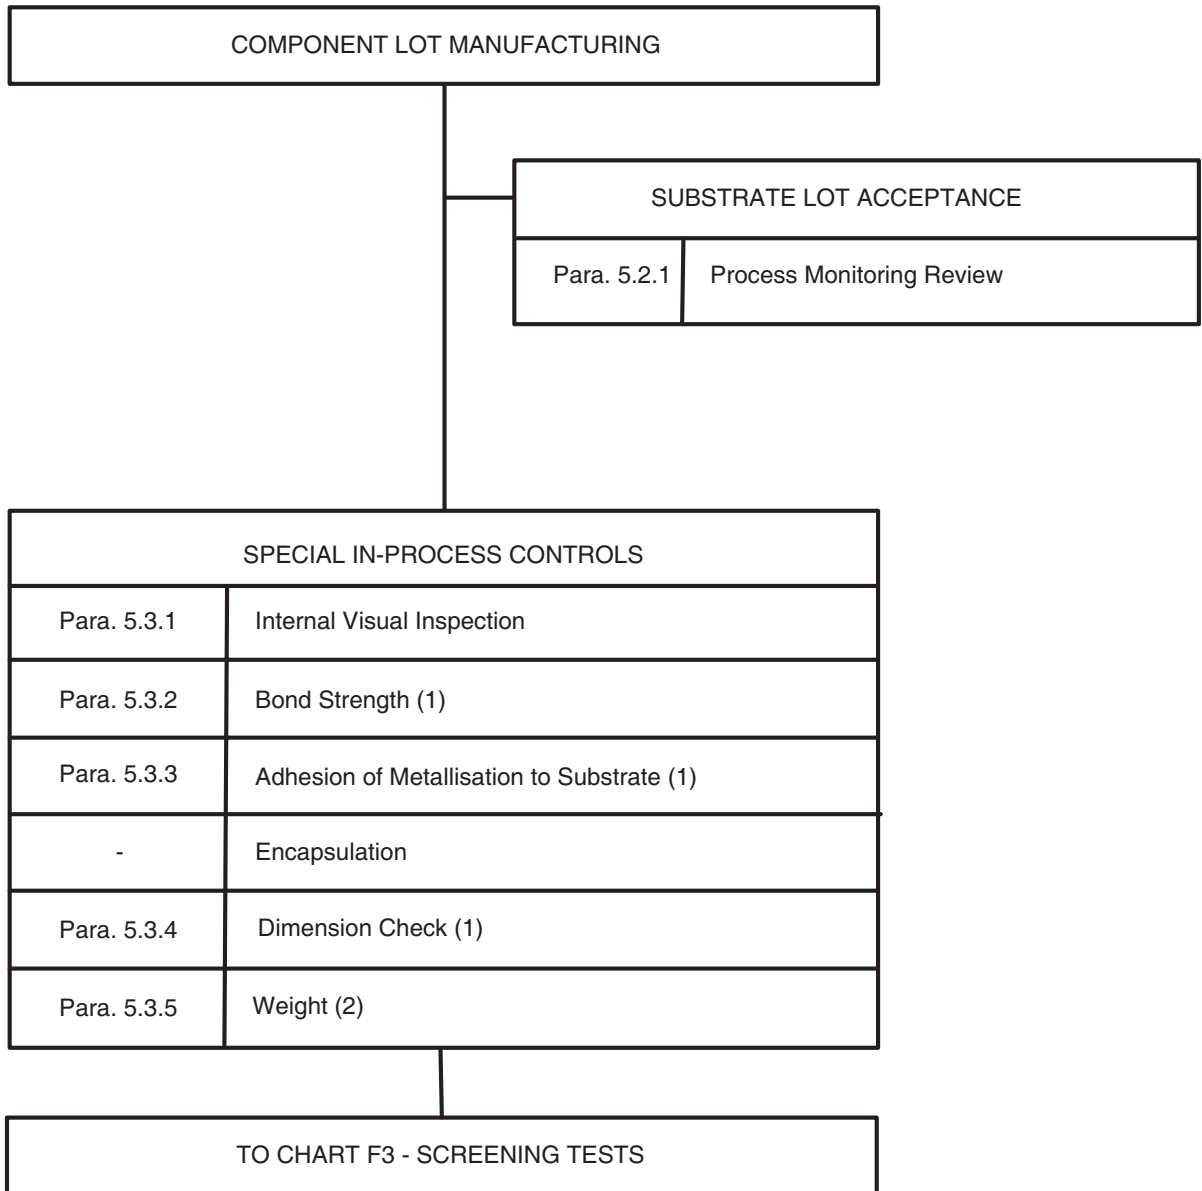 COMPONENT LOT MANUFACTURING
SUBSTRATE LOT ACCEPTANCE
Para. 5.2.1 Process Monitoring Review
SPECIAL IN-PROCESS CONTROLS
Para. 5.3.1 Internal Visual Inspection
Para. 5.3.2 Bond Strength (1)
Para. 5.3.3 Adhesion of Metallisation to Substrate (1)
- Encapsulation
Para. 5.3.4 Dimension Check (1)
Para. 5.3.5 Weight (2)
TO CHART F3 - SCREENING TESTS